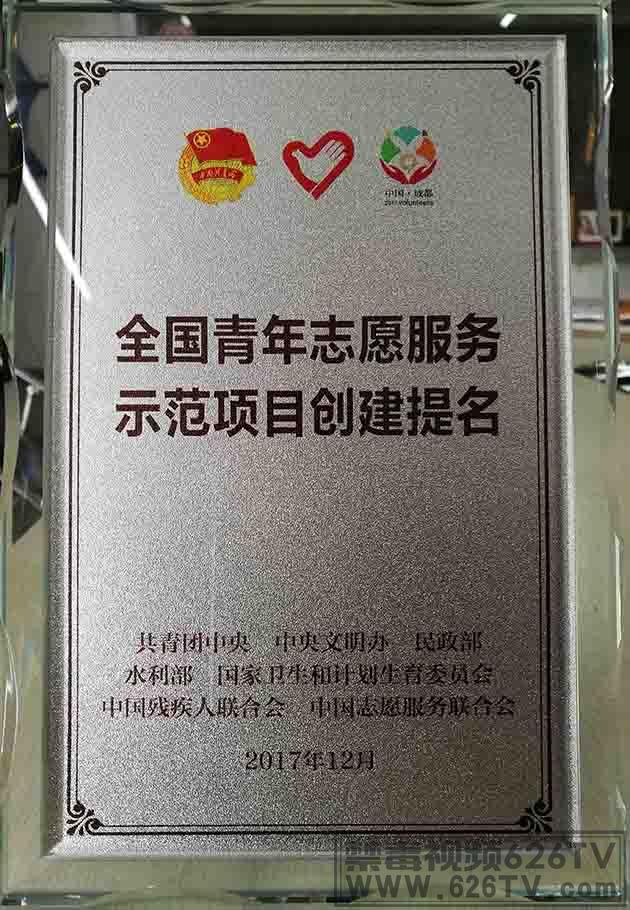 中国·成都
2017 Volunteers
全国青年志愿服务
示范项目创建提名
共青团中央 中央文明办 民政部
水利部 国家卫生和计划生育委员会
中国残疾人联合会 中国志愿服务联合会
2017年12月
禁毒视频626TV
www.626TV.com